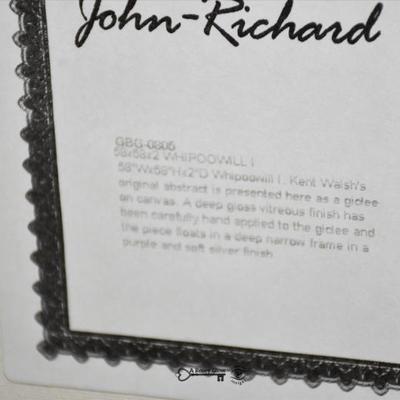 John-Richard
GBG-0805
58x58x2 WHIPOOWILL I
58"Wx58"Hx2"D Whipoowill I. Kent Walsh's
original abstract is presented here as a giclee
on canvas. A deep gloss vitreous finish has
been carefully hand applied to the giclee and
the piece floats in a deep narrow frame in a
purple and soft silver finish.